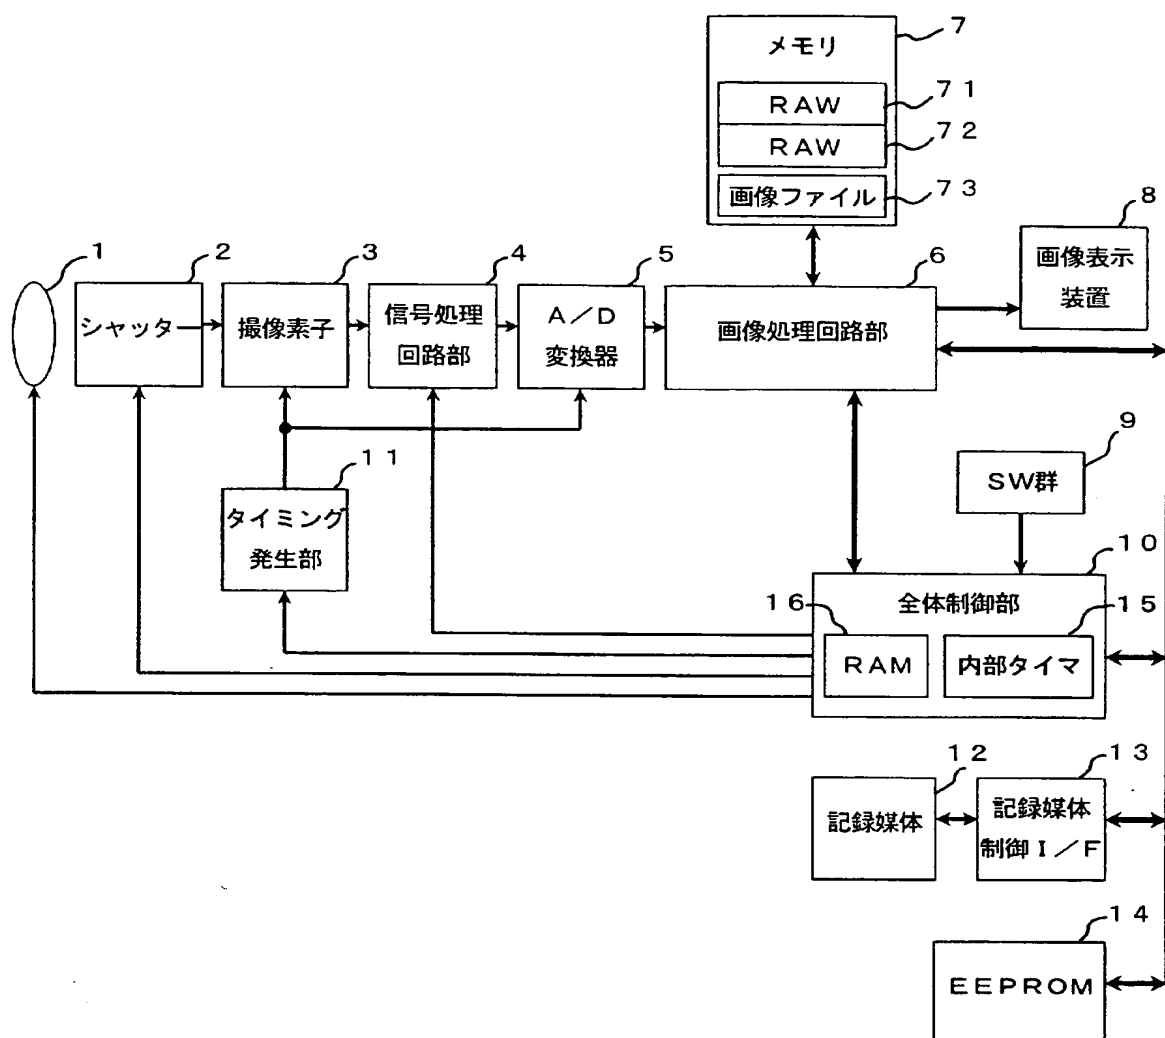 7
メモリ
71
RAW
72
RAW
73
画像ファイル
8
画像表示
装置
1
2
シャッター
3
撮像素子
4
信号処理
回路部
5
A/D
変換器
6
画像処理回路部
9
SW群
11
タイミング
発生部
10
全体制御部
16
RAM
15
内部タイマ
12
記録媒体
13
記録媒体
制御I/F
14
EEPROM